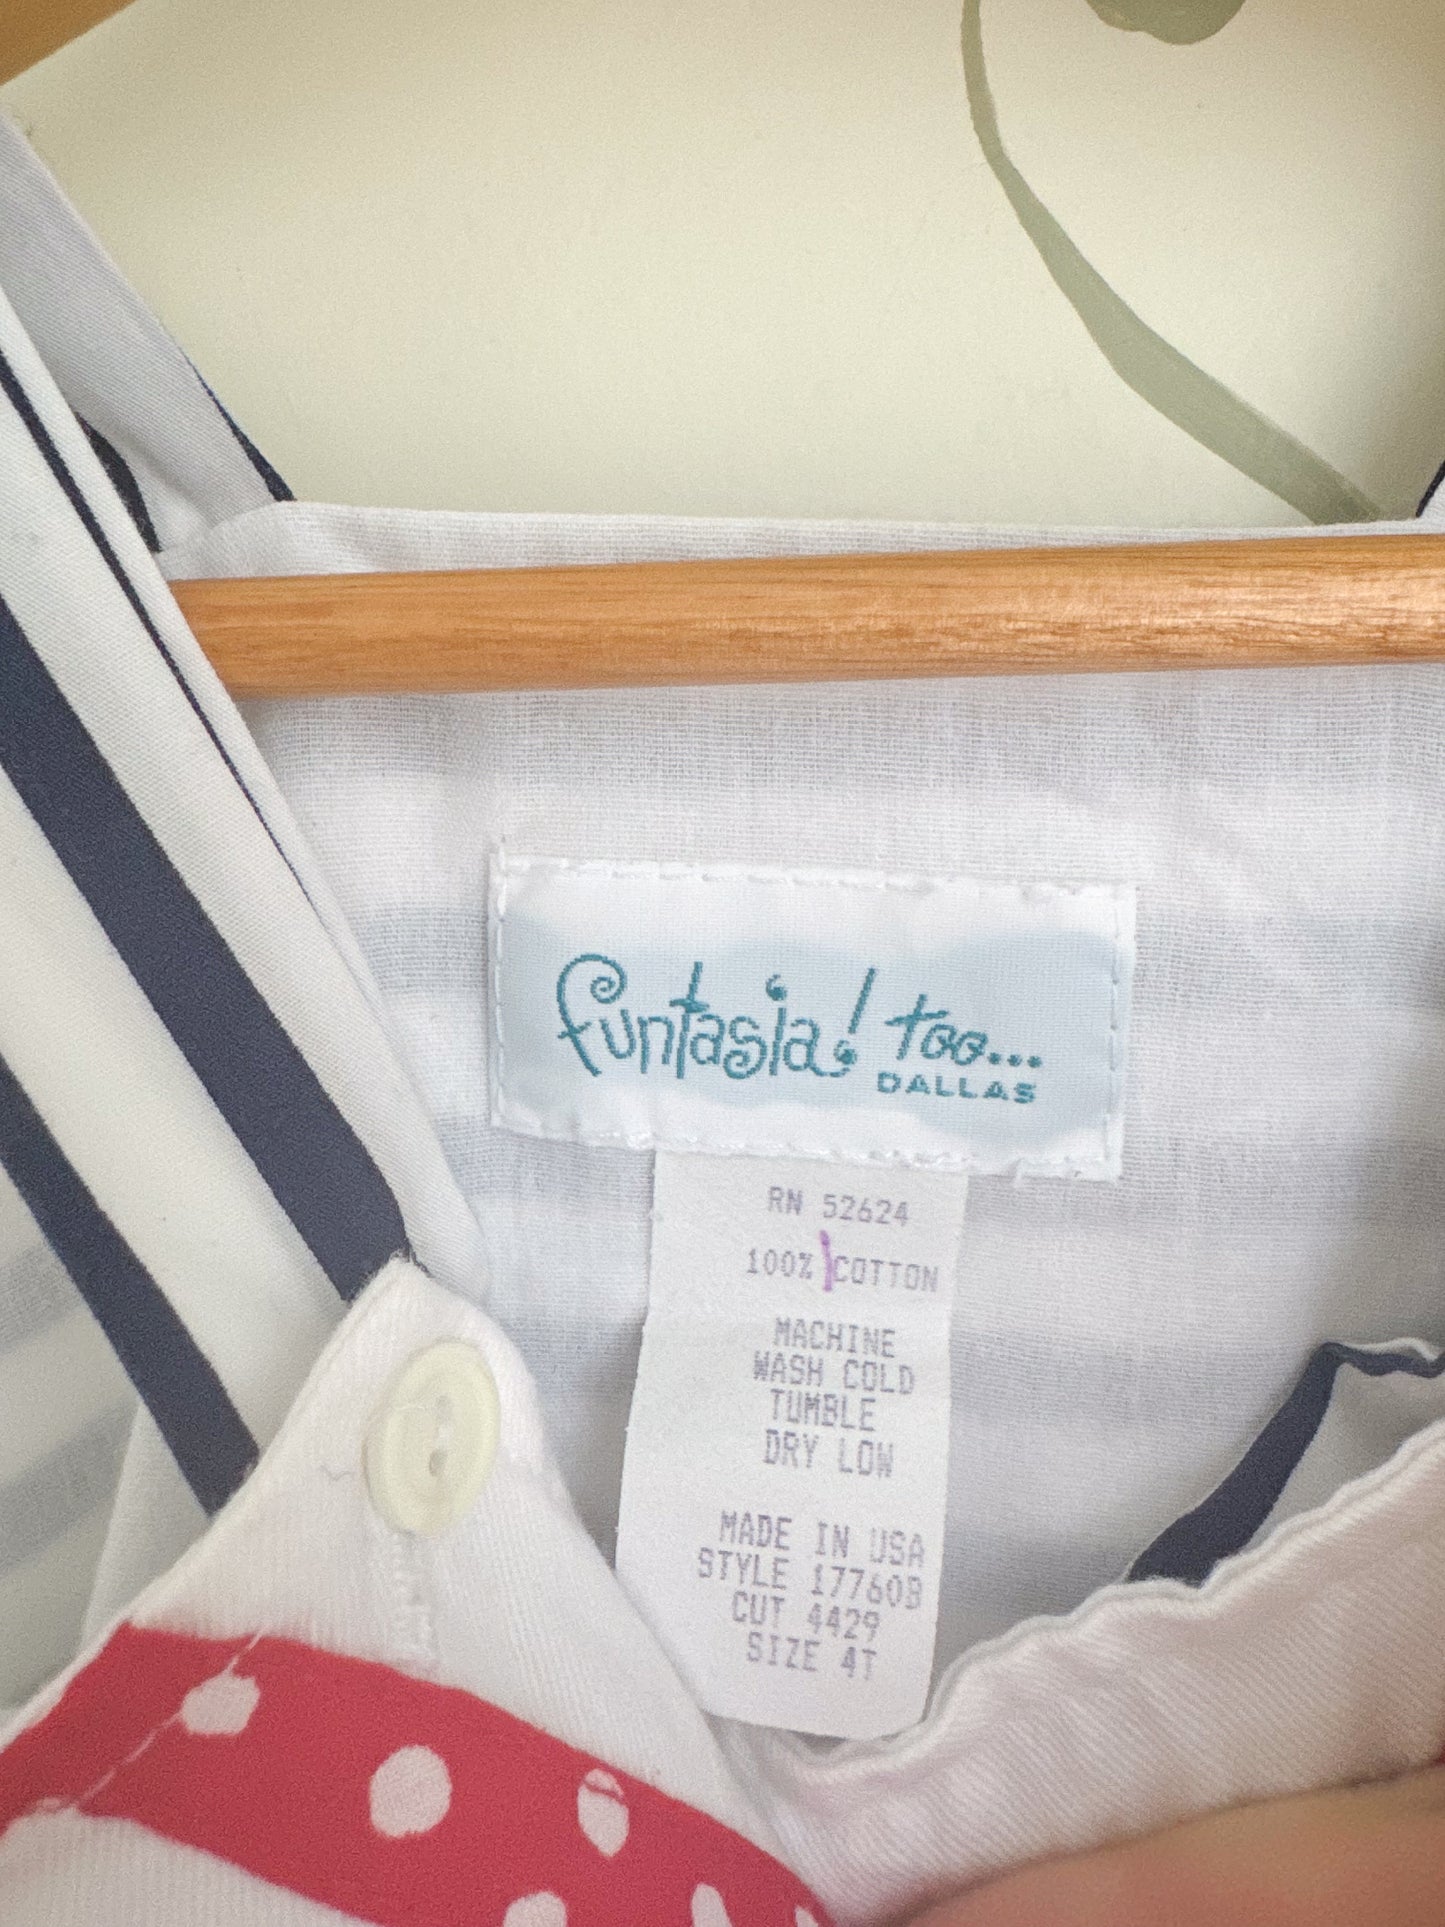 funtasia! too...
DALLAS
RN 52624
100% COTTON
MACHINE
WASH COLD
TUMBLE
DRY LOW
MADE IN USA
STYLE 17760B
CUT 4429
SIZE 4T